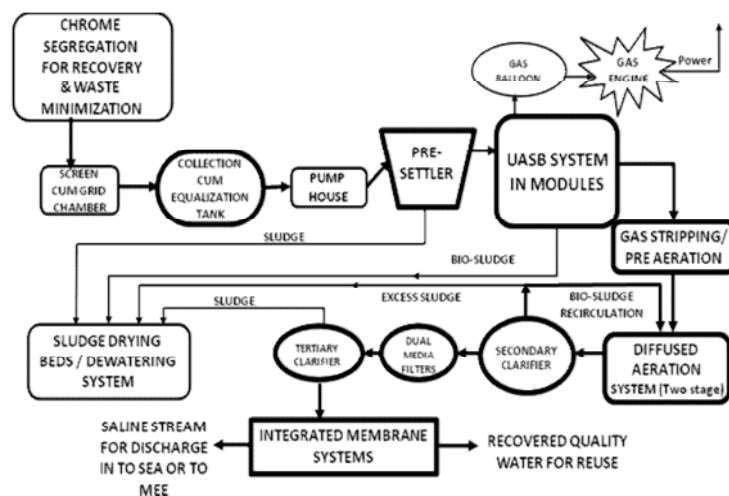 CHROME
SEGREGATION
FOR RECOVERY
& WASTE
MINIMIZATION
GAS
BALLOON
GAS
ENGINE
Power
SCREEN
CUM GRID
CHAMBER
COLLECTION
CUM
EQUALIZATION
TANK
PUMP
HOUSE
PRE-
SETTLER
UASB SYSTEM
IN MODULES
GAS STRIPPING/
PRE AERATION
SLUDGE
BIO-SLUDGE
SLUDGE
EXCESS SLUDGE
BIO-SLUDGE
RECIRCULATION
SLUDGE DRYING
BEDS / DEWATERING
SYSTEM
TERTIARY
CLARIFIER
DUAL
MEDIA
FILTERS
SECONDARY
CLARIFIER
DIFFUSED
AERATION
SYSTEM (Two stage)
SALINE STREAM
FOR DISCHARGE
IN TO SEA OR TO
MEE
INTEGRATED MEMBRANE
SYSTEMS
RECOVERED QUALITY
WATER FOR REUSE